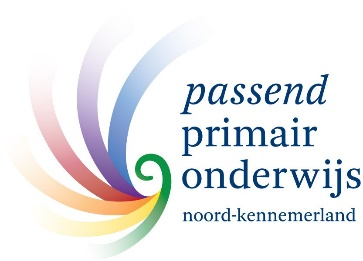 passend
primair
onderwijs
noord-kennemerland